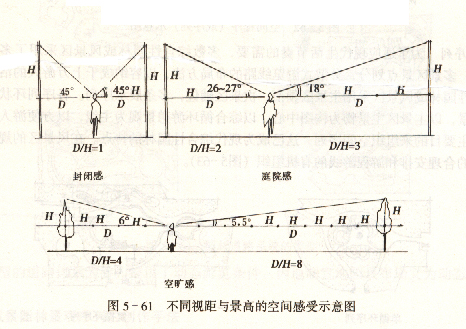 H H H H
45° 45° 26~27° 18° H
D D D D
D/H=1 D/H=2 D/H=3
封闭感 庭院感
H H H 6° H H 5.5° H H H H H
D D
D/H=4 D/H=8
空旷感
图 5-61 不同视距与景高的空间感受示意图